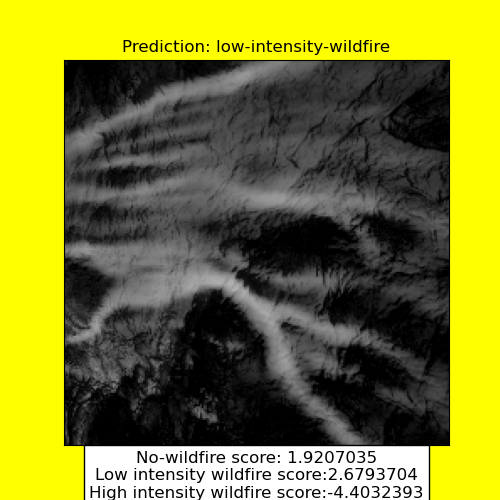 Prediction: low-intensity-wildfire
No-wildfire score: 1.9207035
Low intensity wildfire score:2.6793704
High intensity wildfire score:-4.4032393